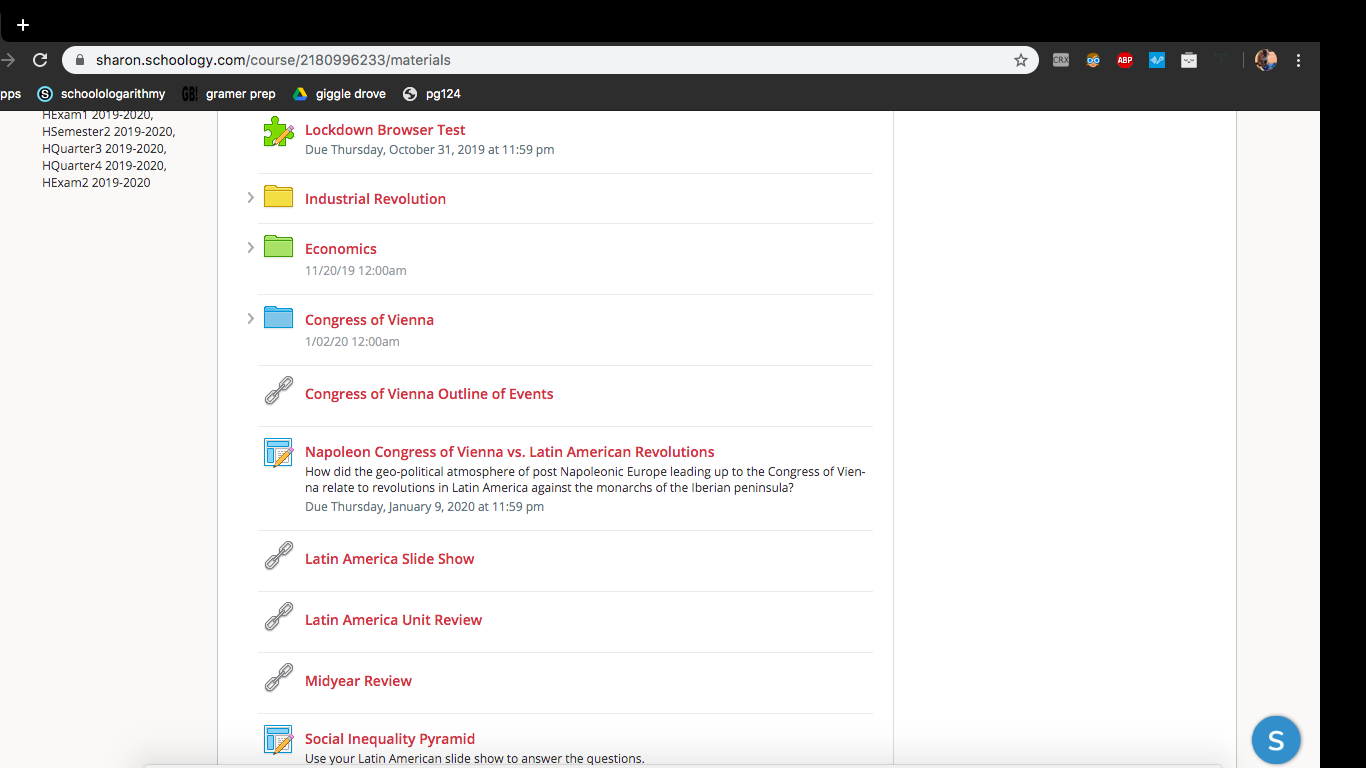 +
sharon.schoology.com/course/2180996233/materials
CRX
ABP
pps
S
schoolologarithmy
GB!
gramer prep
giggle drove
pg124
HExam1 2019-2020,
HSemester2 2019-2020,
HQuarter3 2019-2020,
HQuarter4 2019-2020,
HExam2 2019-2020
Lockdown Browser Test
Due Thursday, October 31, 2019 at 11:59 pm
Industrial Revolution
Economics
11/20/19 12:00am
Congress of Vienna
1/02/20 12:00am
Congress of Vienna Outline of Events
Napoleon Congress of Vienna vs. Latin American Revolutions
How did the geo-political atmosphere of post Napoleonic Europe leading up to the Congress of Vien-
na relate to revolutions in Latin America against the monarchs of the Iberian peninsula?
Due Thursday, January 9, 2020 at 11:59 pm
Latin America Slide Show
Latin America Unit Review
Midyear Review
Social Inequality Pyramid
Use your Latin American slide show to answer the questions.
S